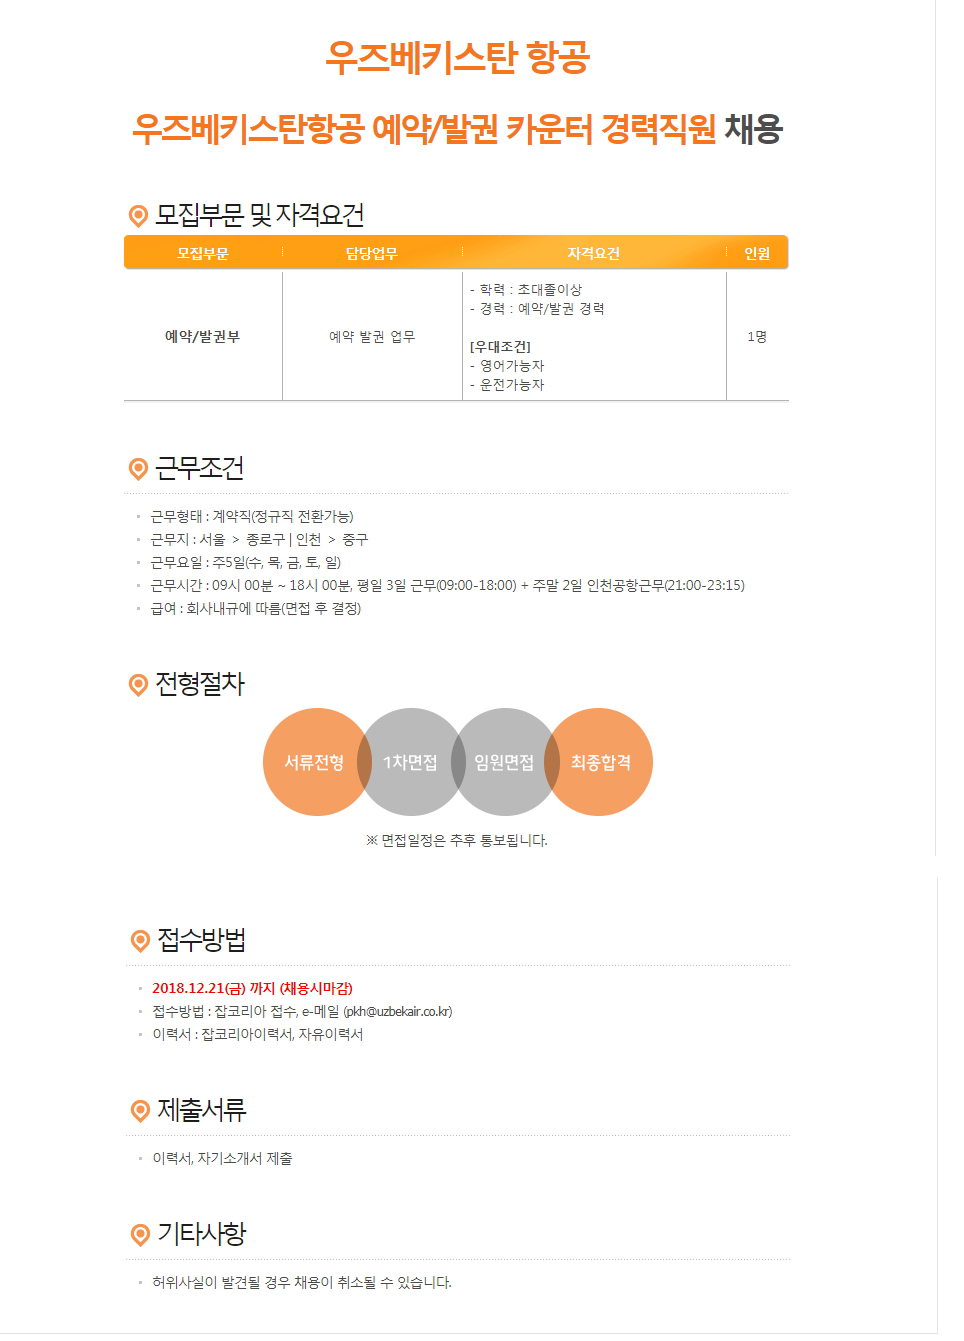 우즈베키스탄 항공
우즈베키스탄항공 예약/발권 카운터 경력직원 채용
모집부문 및 자격요건
모집부문 담당업무 자격요건 인원
예약/발권부
예약 발권 업무
- 학력 : 초대졸이상
- 경력 : 예약/발권 경력
[우대조건]
- 영어가능자
- 운전가능자
1명
근무조건
근무형태 : 계약직(정규직 전환가능)
근무지 : 서울 > 종로구 | 인천 > 중구
근무요일 : 주5일(수, 목, 금, 토, 일)
근무시간 : 09시 00분 ~ 18시 00분, 평일 3일 근무(09:00-18:00) + 주말 2일 인천공항근무(21:00-23:15)
급여 : 회사내규에 따름(면접 후 결정)
전형절차
서류전형 1차면접 임원면접 최종합격
※ 면접일정은 추후 통보됩니다.
접수방법
2018.12.21(금) 까지 (채용시마감)
접수방법 : 잡코리아 접수, e-메일 (pkh@uzbekair.co.kr)
이력서 : 잡코리아이력서, 자유이력서
제출서류
이력서, 자기소개서 제출
기타사항
허위사실이 발견될 경우 채용이 취소될 수 있습니다.